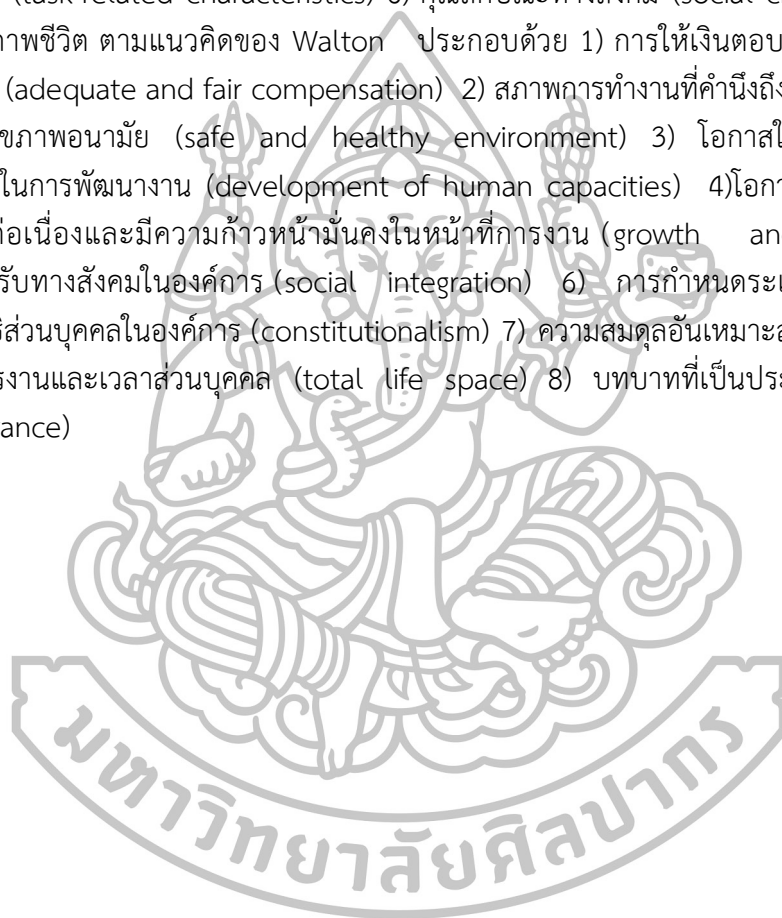 (task-related characteristics) 6) คุณลักษณะทางสังคม (social
ภาพชีวิต ตามแนวคิดของ Walton ประกอบด้วย 1) การให้เงินตอบ
(adequate and fair compensation) 2) สภาพการทำงานที่คำนึงถึง
ขภาพอนามัย (safe and healthy environment) 3) โอกาสใ
ในการพัฒนางาน (development of human capacities) 4)โอกา
่อเนื่องและมีความก้าวหน้ามั่นคงในหน้าที่การงาน (growth an
รับทางสังคมในองค์การ (social integration) 6) การกำหนดระเ
ธิส่วนบุคคลในองค์การ (constitutionalism) 7) ความสมดุลอันเหมาะส
รงานและเวลาส่วนบุคคล (total life space) 8) บทบาทที่เป็นประ
ance)
มหาวิทยาลัยศิลปากร